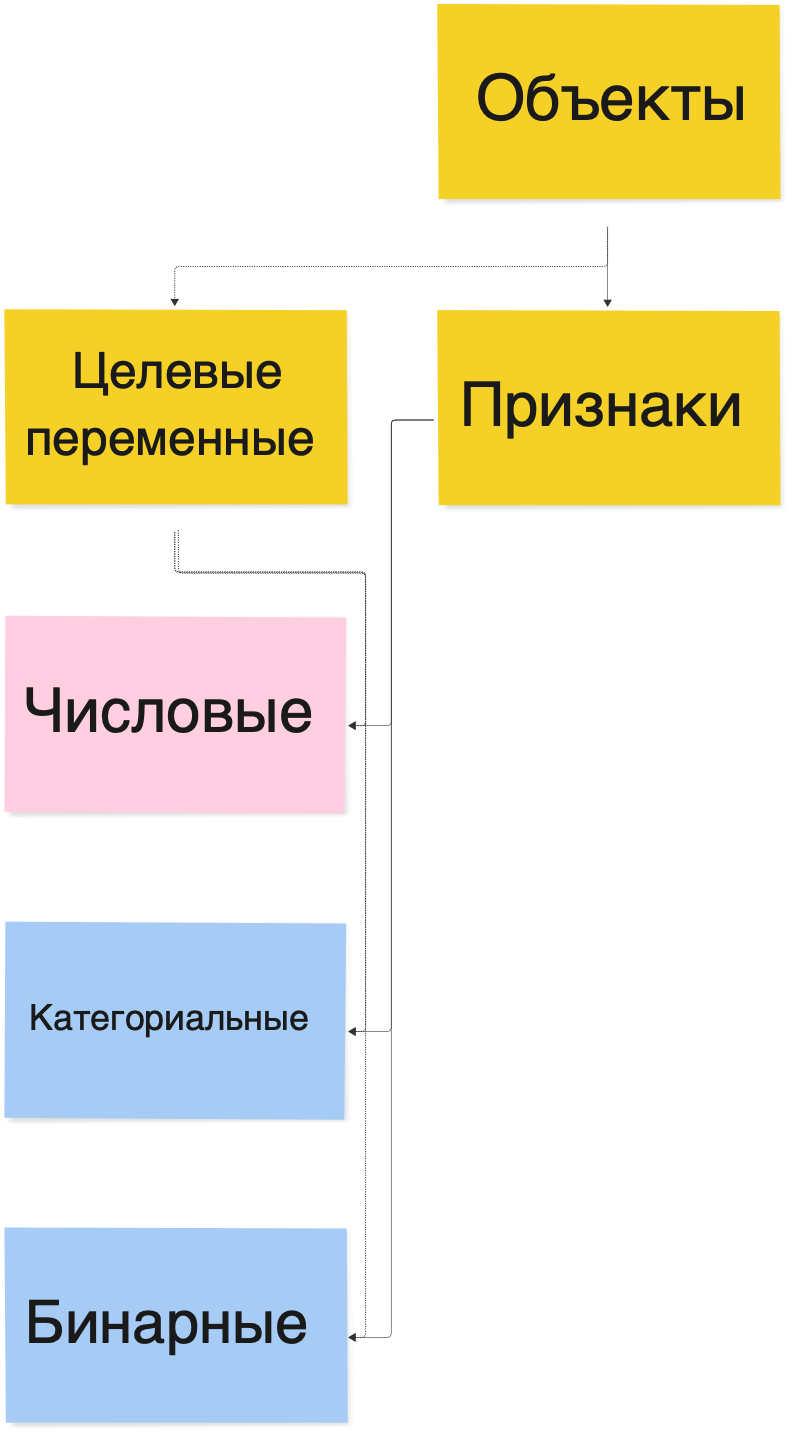 Объекты
Целевые
переменные
Признаки
Числовые
Категориальные
Бинарные